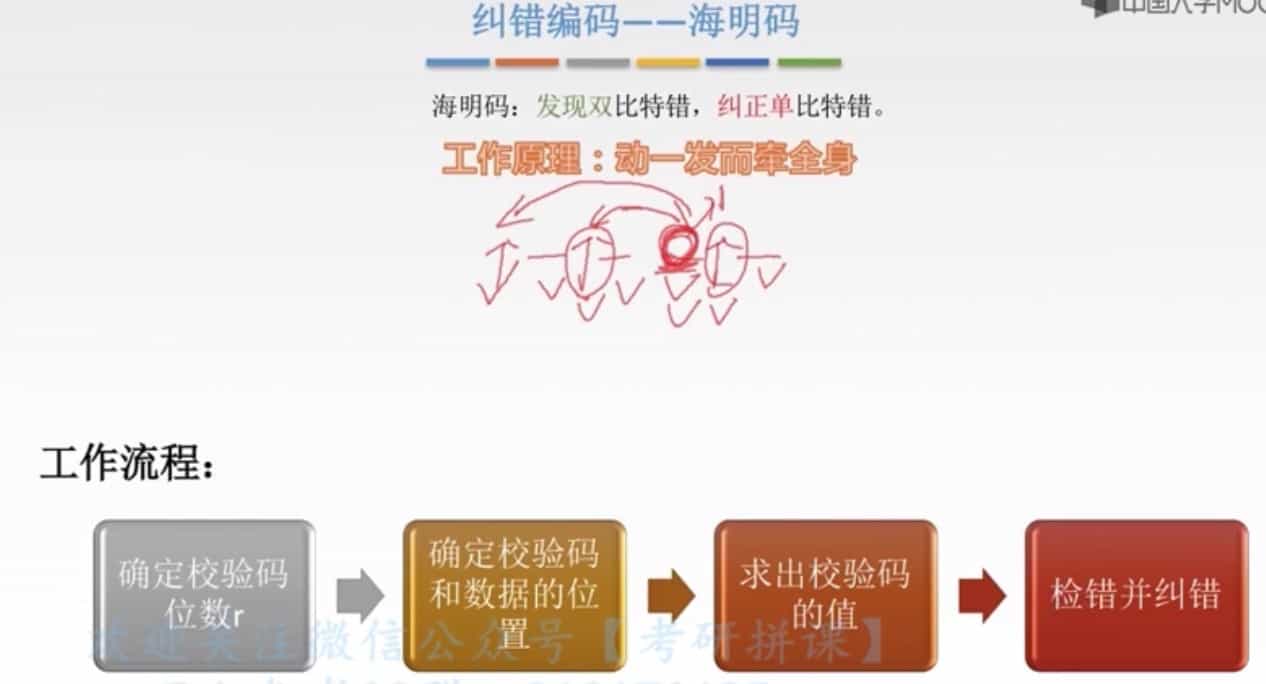 中国大学MOO
纠错编码——海明码
海明码：发现双比特错，纠正单比特错。
工作原理：动一发而牵全身
工作流程：
确定校验码
位数r
确定校验码
和数据的位
置
求出校验码
的值
检错并纠错
欢迎关注微信公众号【考研拼课】